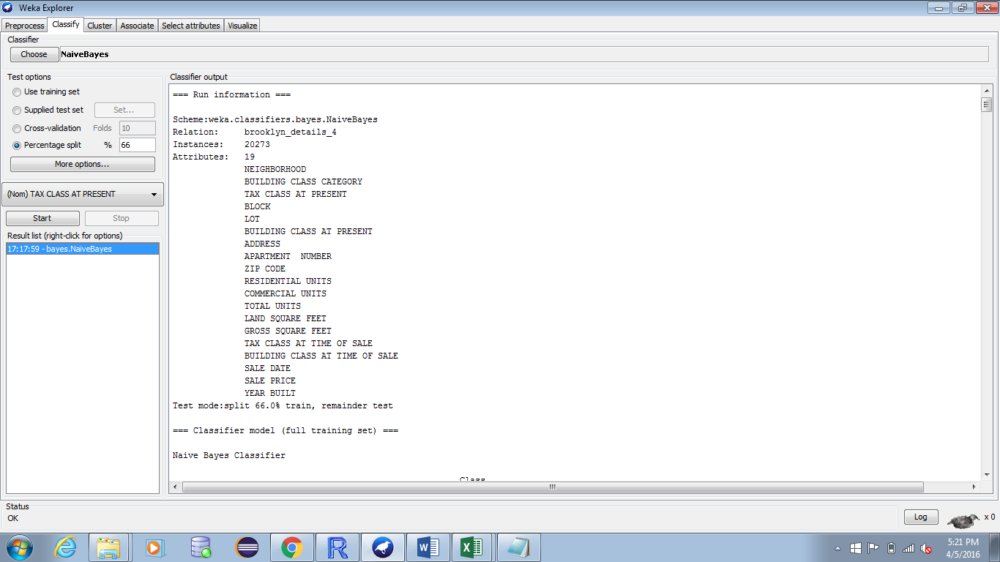 Weka Explorer
Preprocess Classify Cluster Associate Select attributes Visualize
Classifier
Choose NaiveBayes
Test options
Use training set
Supplied test set Set...
Cross-validation Folds 10
Percentage split % 66
More options...
(Nom) TAX CLASS AT PRESENT
Start Stop
Result list (right-click for options)
17:17:59 - bayes.NaiveBayes
Classifier output
=== Run information ===
Scheme:weka.classifiers.bayes.NaiveBayes
Relation: brooklyn_details_4
Instances: 20273
Attributes: 19
NEIGHBORHOOD
BUILDING CLASS CATEGORY
TAX CLASS AT PRESENT
BLOCK
LOT
BUILDING CLASS AT PRESENT
ADDRESS
APARTMENT  NUMBER
ZIP CODE
RESIDENTIAL UNITS
COMMERCIAL UNITS
TOTAL UNITS
LAND SQUARE FEET
GROSS SQUARE FEET
TAX CLASS AT TIME OF SALE
BUILDING CLASS AT TIME OF SALE
SALE DATE
SALE PRICE
YEAR BUILT
Test mode:split 66.0% train, remainder test
=== Classifier model (full training set) ===
Naive Bayes Classifier
Class
Status
OK
Log x 0
5:21 PM
4/5/2016